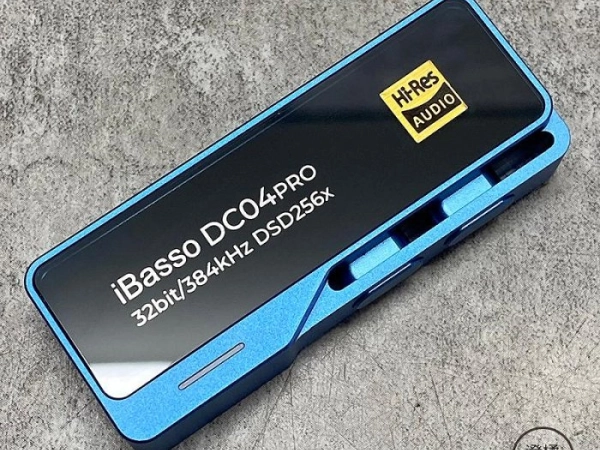 Hi-Res
AUDIO
iBasso DC04PRO
32bit/384kHz DSD256x